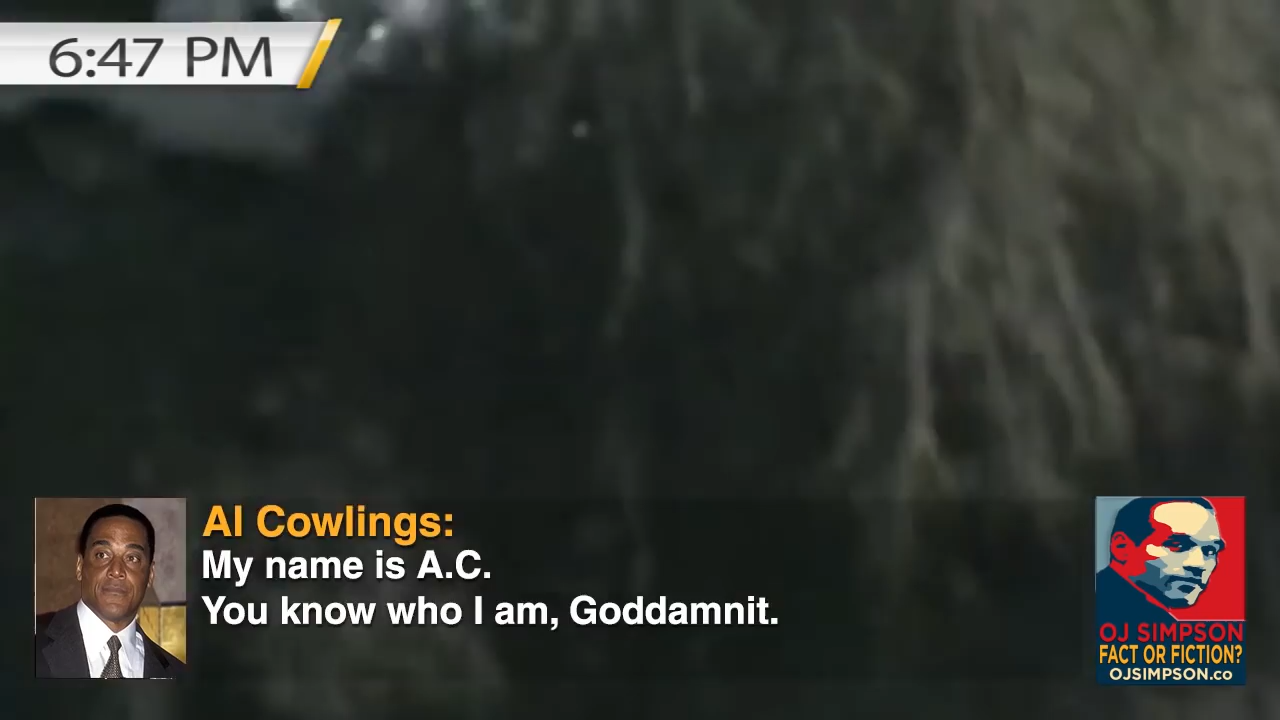 6:47 PM
Al Cowlings:
My name is A.C.
You know who I am, Goddamnit.
OJ SIMPSON
FACT OR FICTION?
OJSIMPSON.co